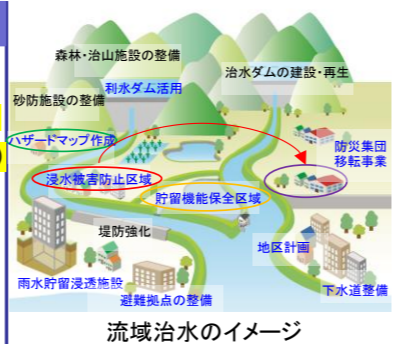 森林・治山施設の整備
治水ダムの建設・再生
利水ダム活用
砂防施設の整備
ハザードマップ作成
防災集団
移転事業
浸水被害防止区域
貯留機能保全区域
堤防強化
地区計画
雨水貯留浸透施設
避難拠点の整備
下水道整備
流域治水のイメージ